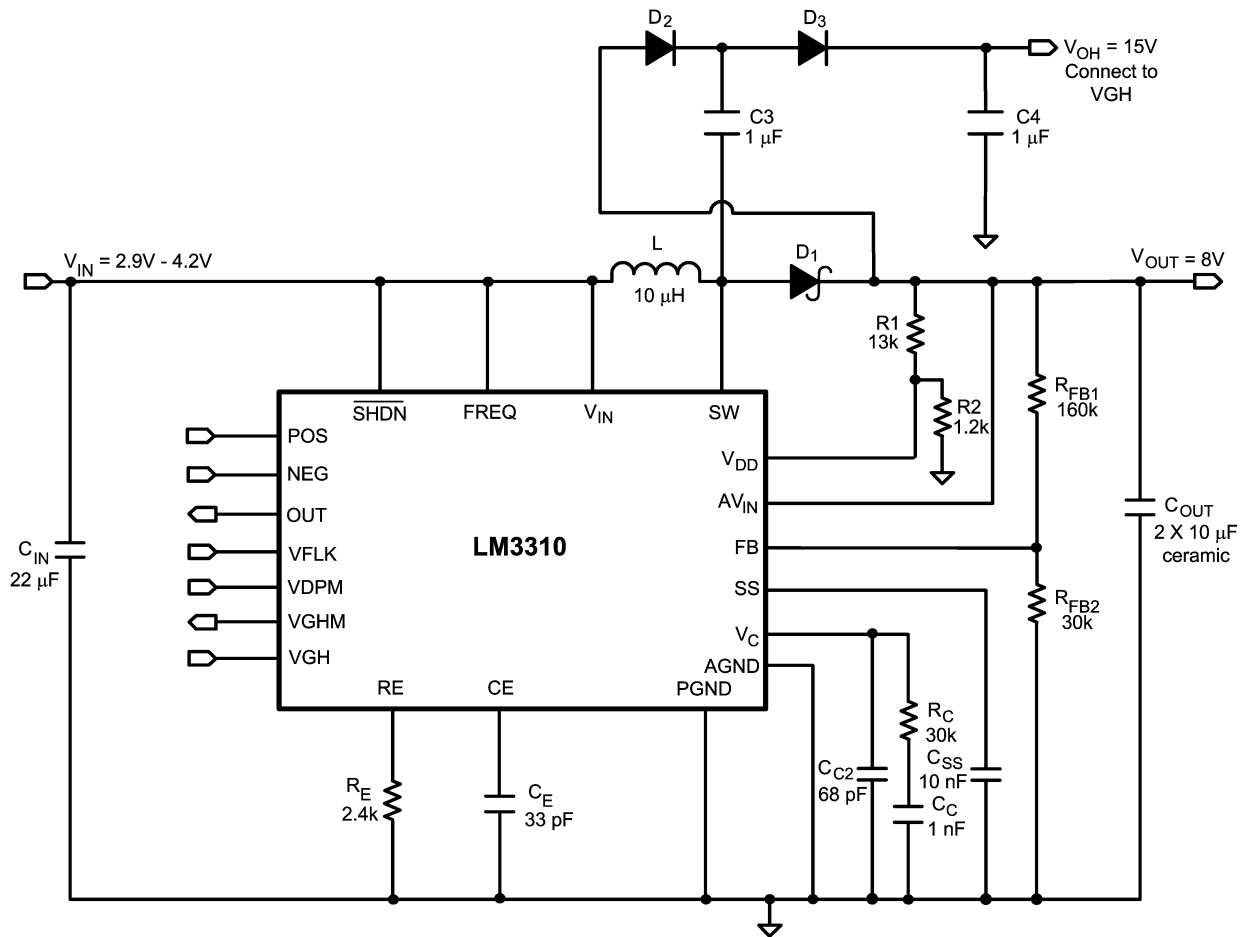 D2
D3
VOH = 15V
Connect to
VGH
C3
1 μF
C4
1 μF
VIN = 2.9V - 4.2V
L
10 μH
D1
VOUT = 8V
R1
13k
R2
1.2k
RFB1
160k
SHDN
FREQ
VIN
SW
POS
NEG
OUT
VFLK
VDPM
VGHM
VGH
VDD
AVIN
FB
SS
VC
AGND
PGND
RE
CE
LM3310
CIN
22 μF
COUT
2 X 10 μF
ceramic
RFB2
30k
RE
2.4k
CE
33 pF
CC2
68 pF
RC
30k
CSS
10 nF
CC
1 nF